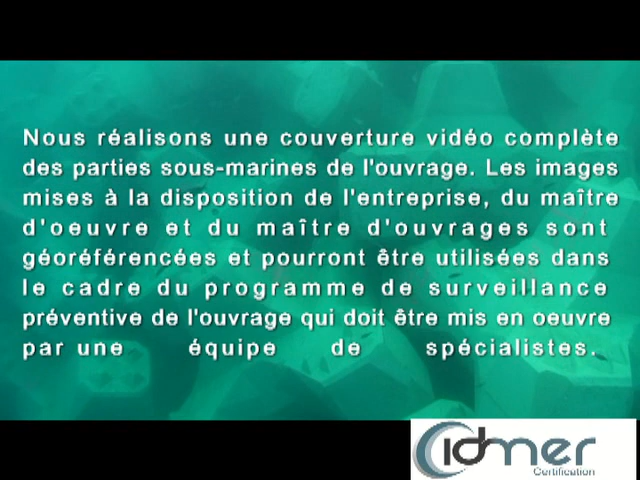 Nous réalisons une couverture vidéo complète
des parties sous-marines de l'ouvrage. Les images
mises à la disposition de l'entreprise, du maître
d'oeuvre et du maître d'ouvrages sont
géoréférencées et pourront être utilisées dans
le cadre du programme de surveillance
préventive de l'ouvrage qui doit être mis en oeuvre
par une équipe de spécialistes.
idmer
Certification